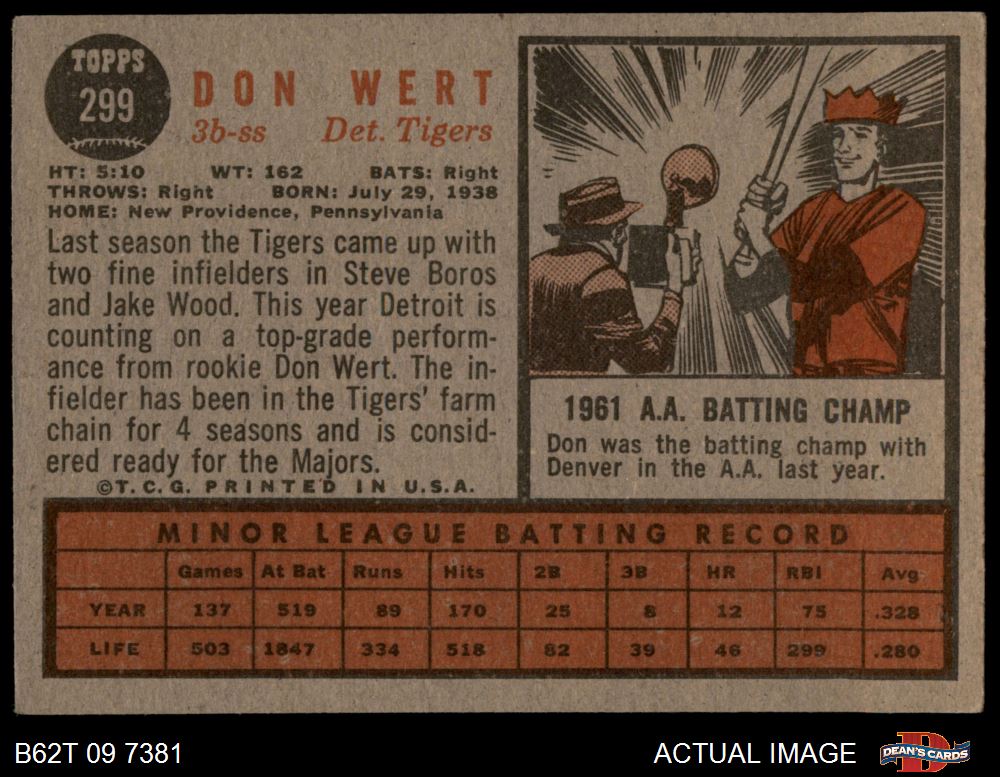 TOPPS
299
DON WERT
3b-ss Det. Tigers
HT: 5:10 WT: 162 BATS: Right
THROWS: Right BORN: July 29, 1938
HOME: New Providence, Pennsylvania
Last season the Tigers came up with
two fine infielders in Steve Boros
and Jake Wood. This year Detroit is
counting on a top-grade perform-
ance from rookie Don Wert. The in-
fielder has been in the Tigers' farm
chain for 4 seasons and is consid-
ered ready for the Majors.
©T. C. G. PRINTED IN U.S.A.
1961 A.A. BATTING CHAMP
Don was the batting champ with
Denver in the A.A. last year.
MINOR LEAGUE BATTING RECORD
Games At Bat Runs Hits 2B 3B HR RBI Avg
YEAR 137 519 89 170 25 8 12 75 .328
LIFE 503 1847 334 518 82 39 46 299 .280
B62T 09 7381 ACTUAL IMAGE
D
DEAN'S CARDS